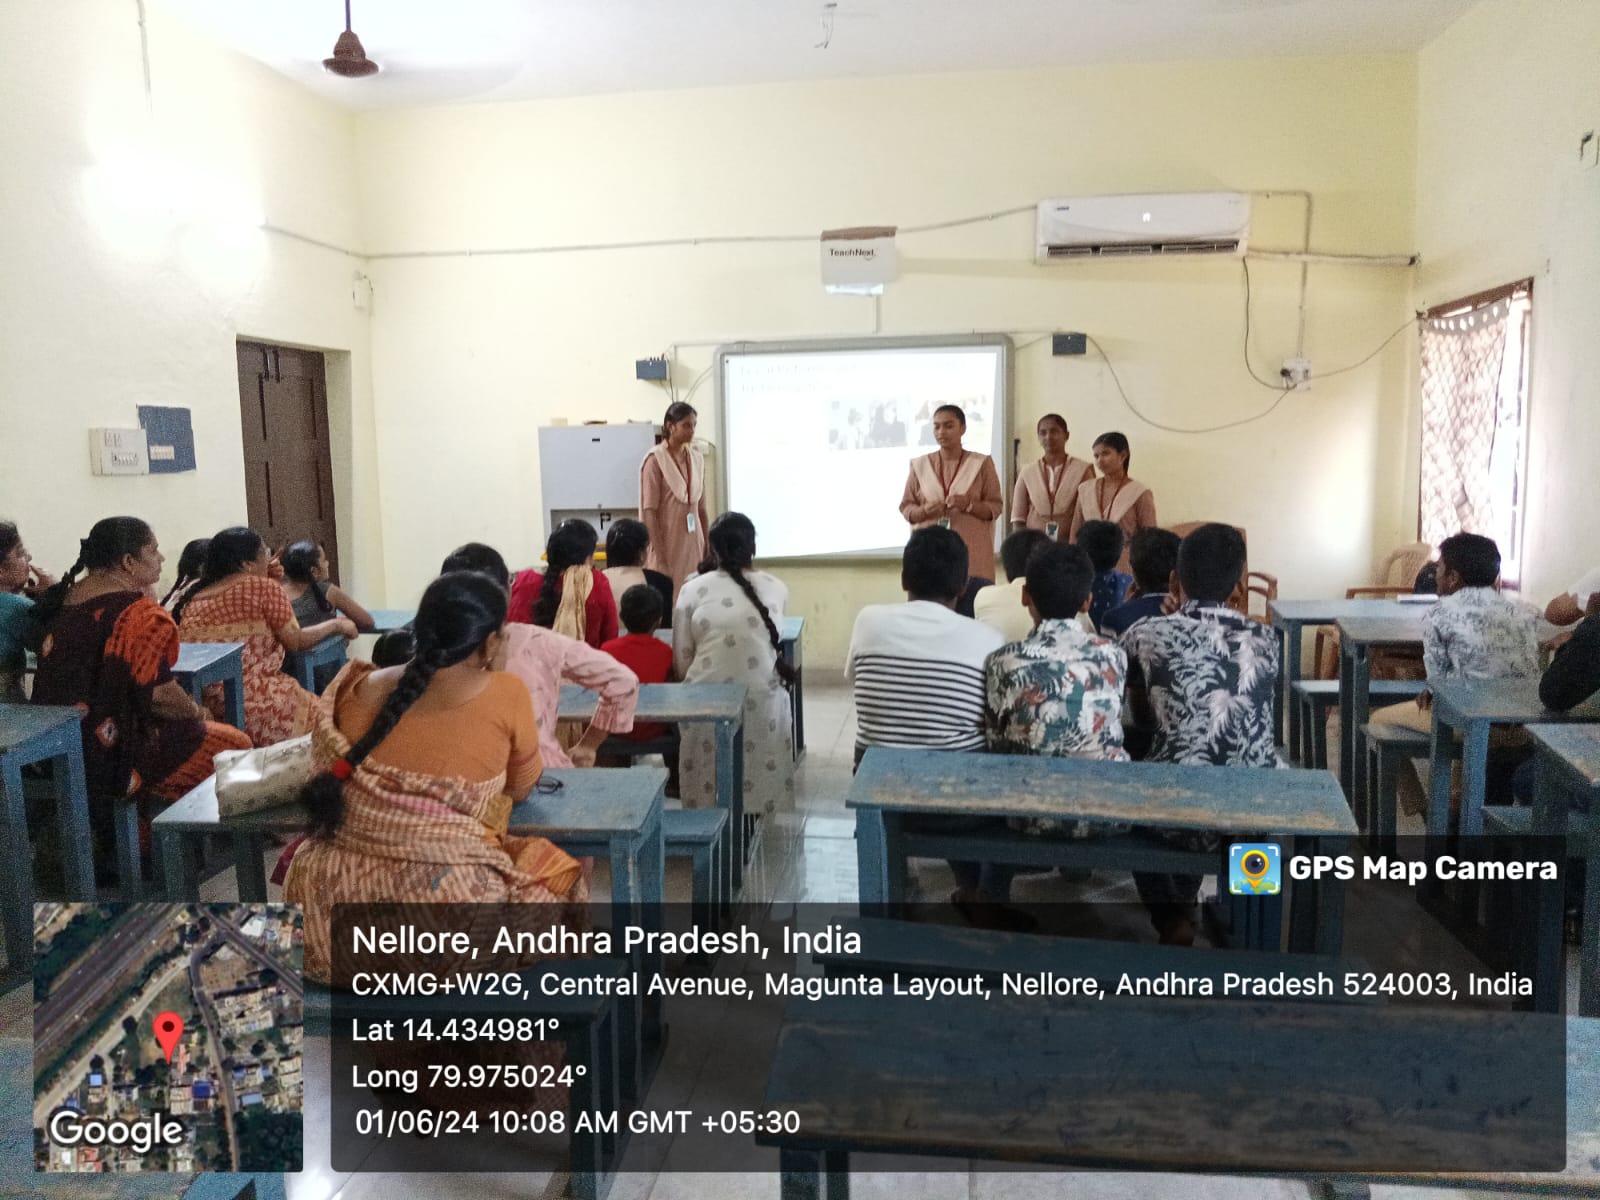 TeachNext
GPS Map Camera
Nellore, Andhra Pradesh, India
CXMG+W2G, Central Avenue, Magunta Layout, Nellore, Andhra Pradesh 524003, India
Lat 14.434981°
Long 79.975024°
01/06/24 10:08 AM GMT +05:30
Google